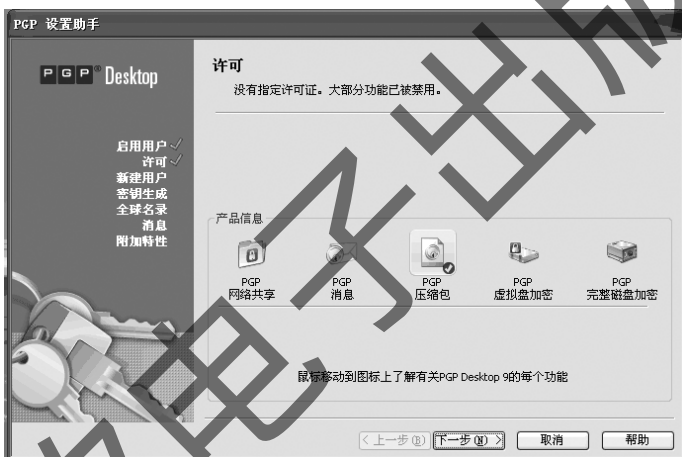 PGP 设置助手
PGP® Desktop
启用用户
许可
新建用户
密钥生成
全球名录
消息
附加特性
许可
没有指定许可证。大部分功能已被禁用。
产品信息
PGP
网络共享
PGP
消息
PGP
压缩包
PGP
虚拟盘加密
PGP
完整磁盘加密
鼠标移动到图标上了解有关PGP Desktop 9的每个功能
< 上一步(B)
下一步(N) >
取消
帮助
电子出版